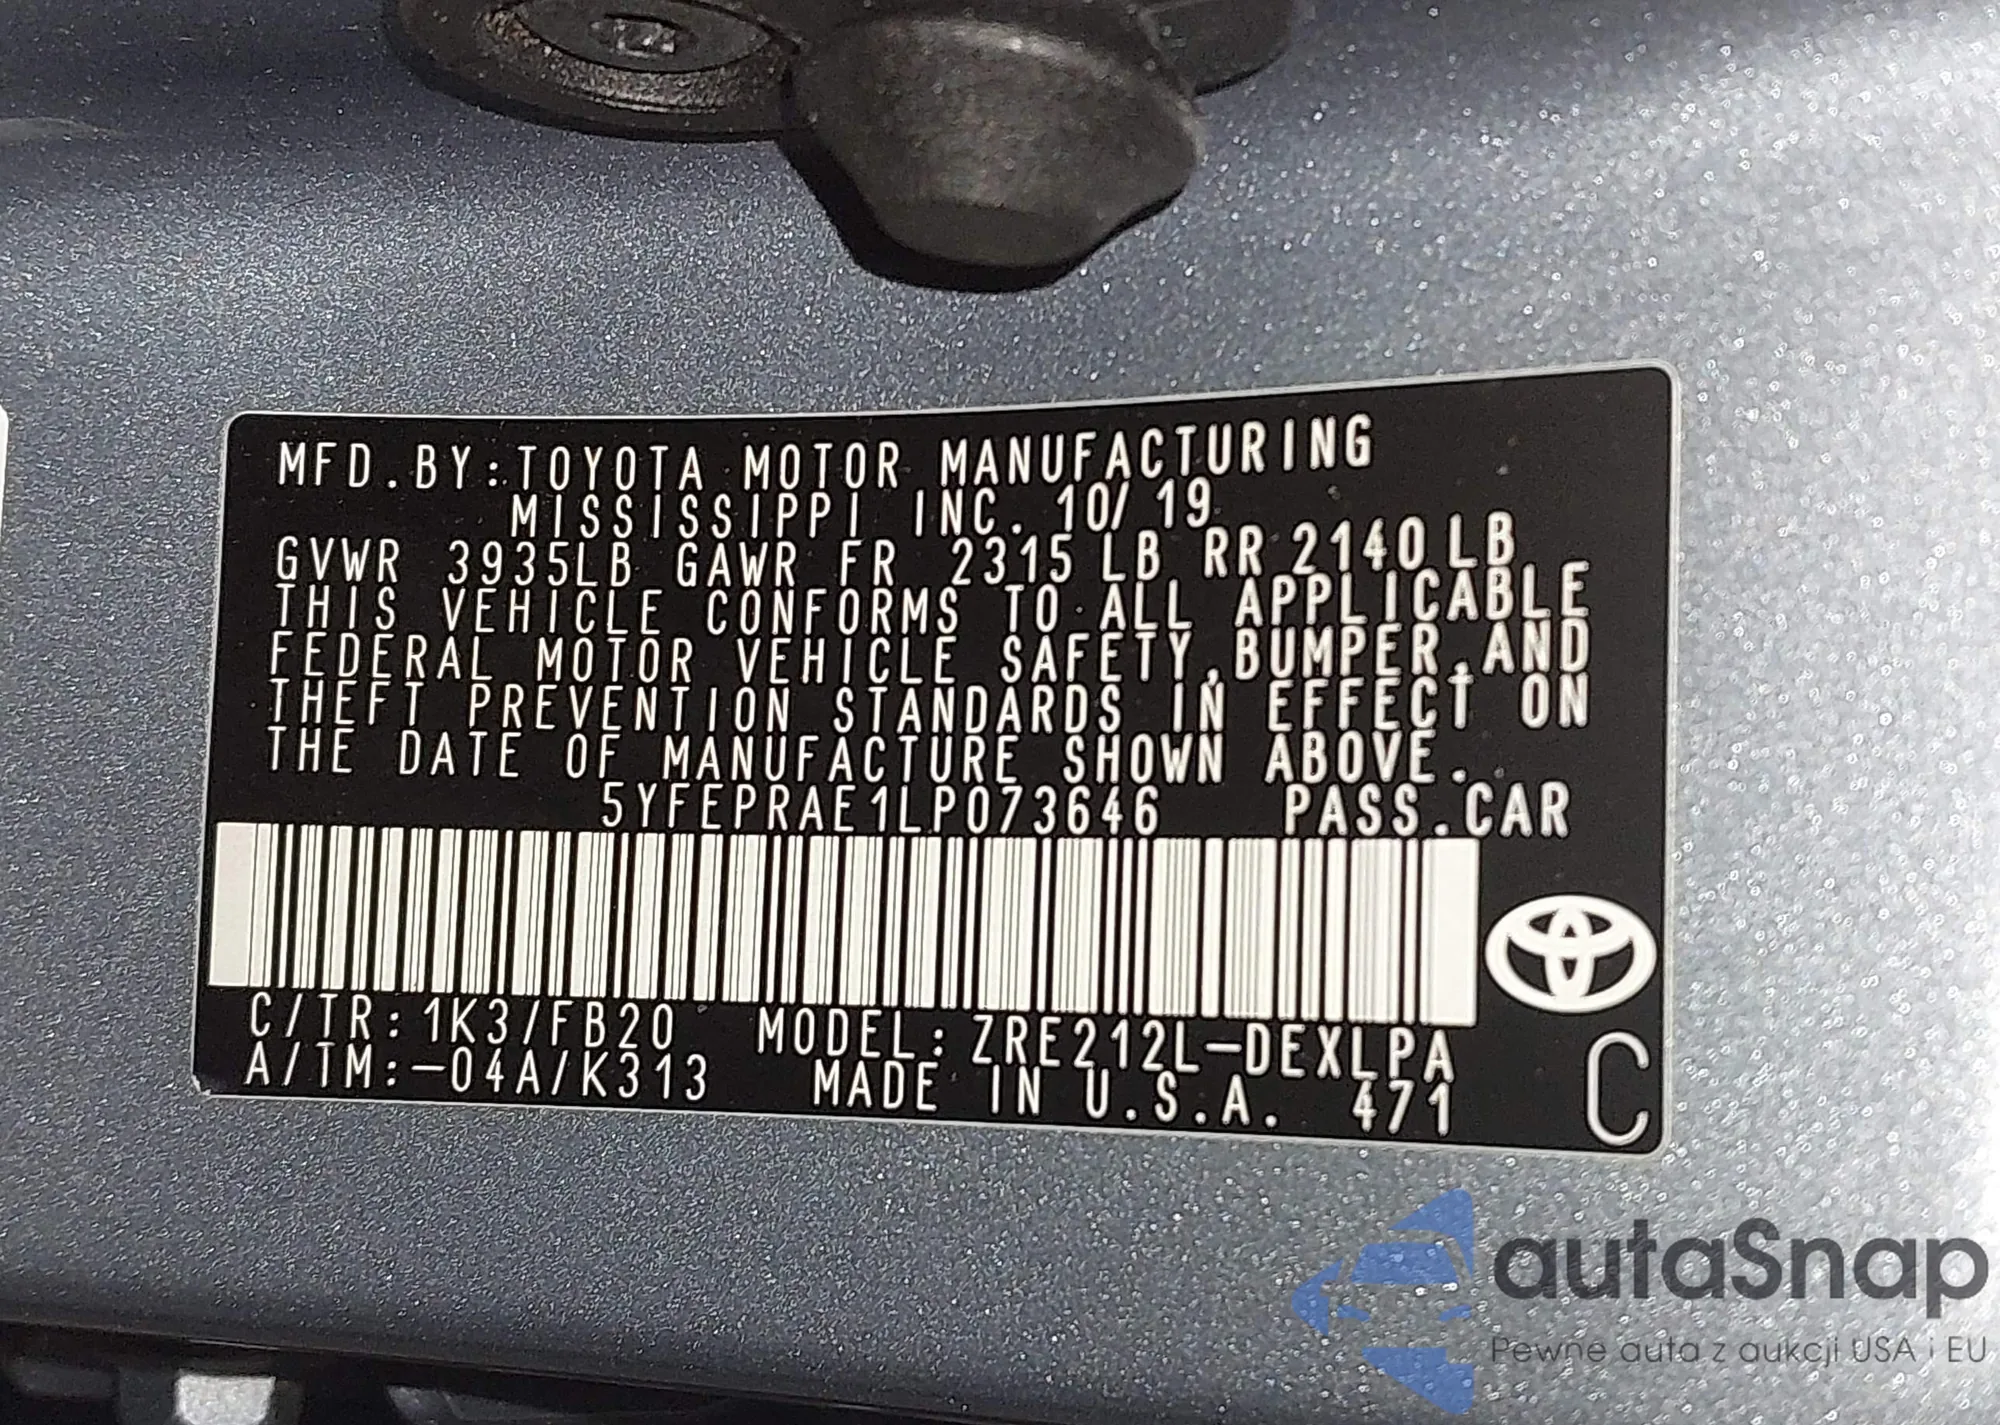 MFD.BY:TOYOTA MOTOR MANUFACTURING
MISSISSIPPI INC. 10/19
GVWR 3935LB GAWR FR 2315 LB RR 2140 LB
THIS VEHICLE CONFORMS TO ALL APPLICABLE
FEDERAL MOTOR VEHICLE SAFETY,BUMPER,AND
THEFT PREVENTION STANDARDS IN EFFECT ON
THE DATE OF MANUFACTURE SHOWN ABOVE.
5YFEPRAE1LP073646 PASS.CAR
C/TR:1K3/FB20 MODEL:ZRE212L-DEXLPA
A/TM:-04A/K313 MADE IN U.S.A. 471
C
autaSnap
Pewne auta z aukcji USA i EU